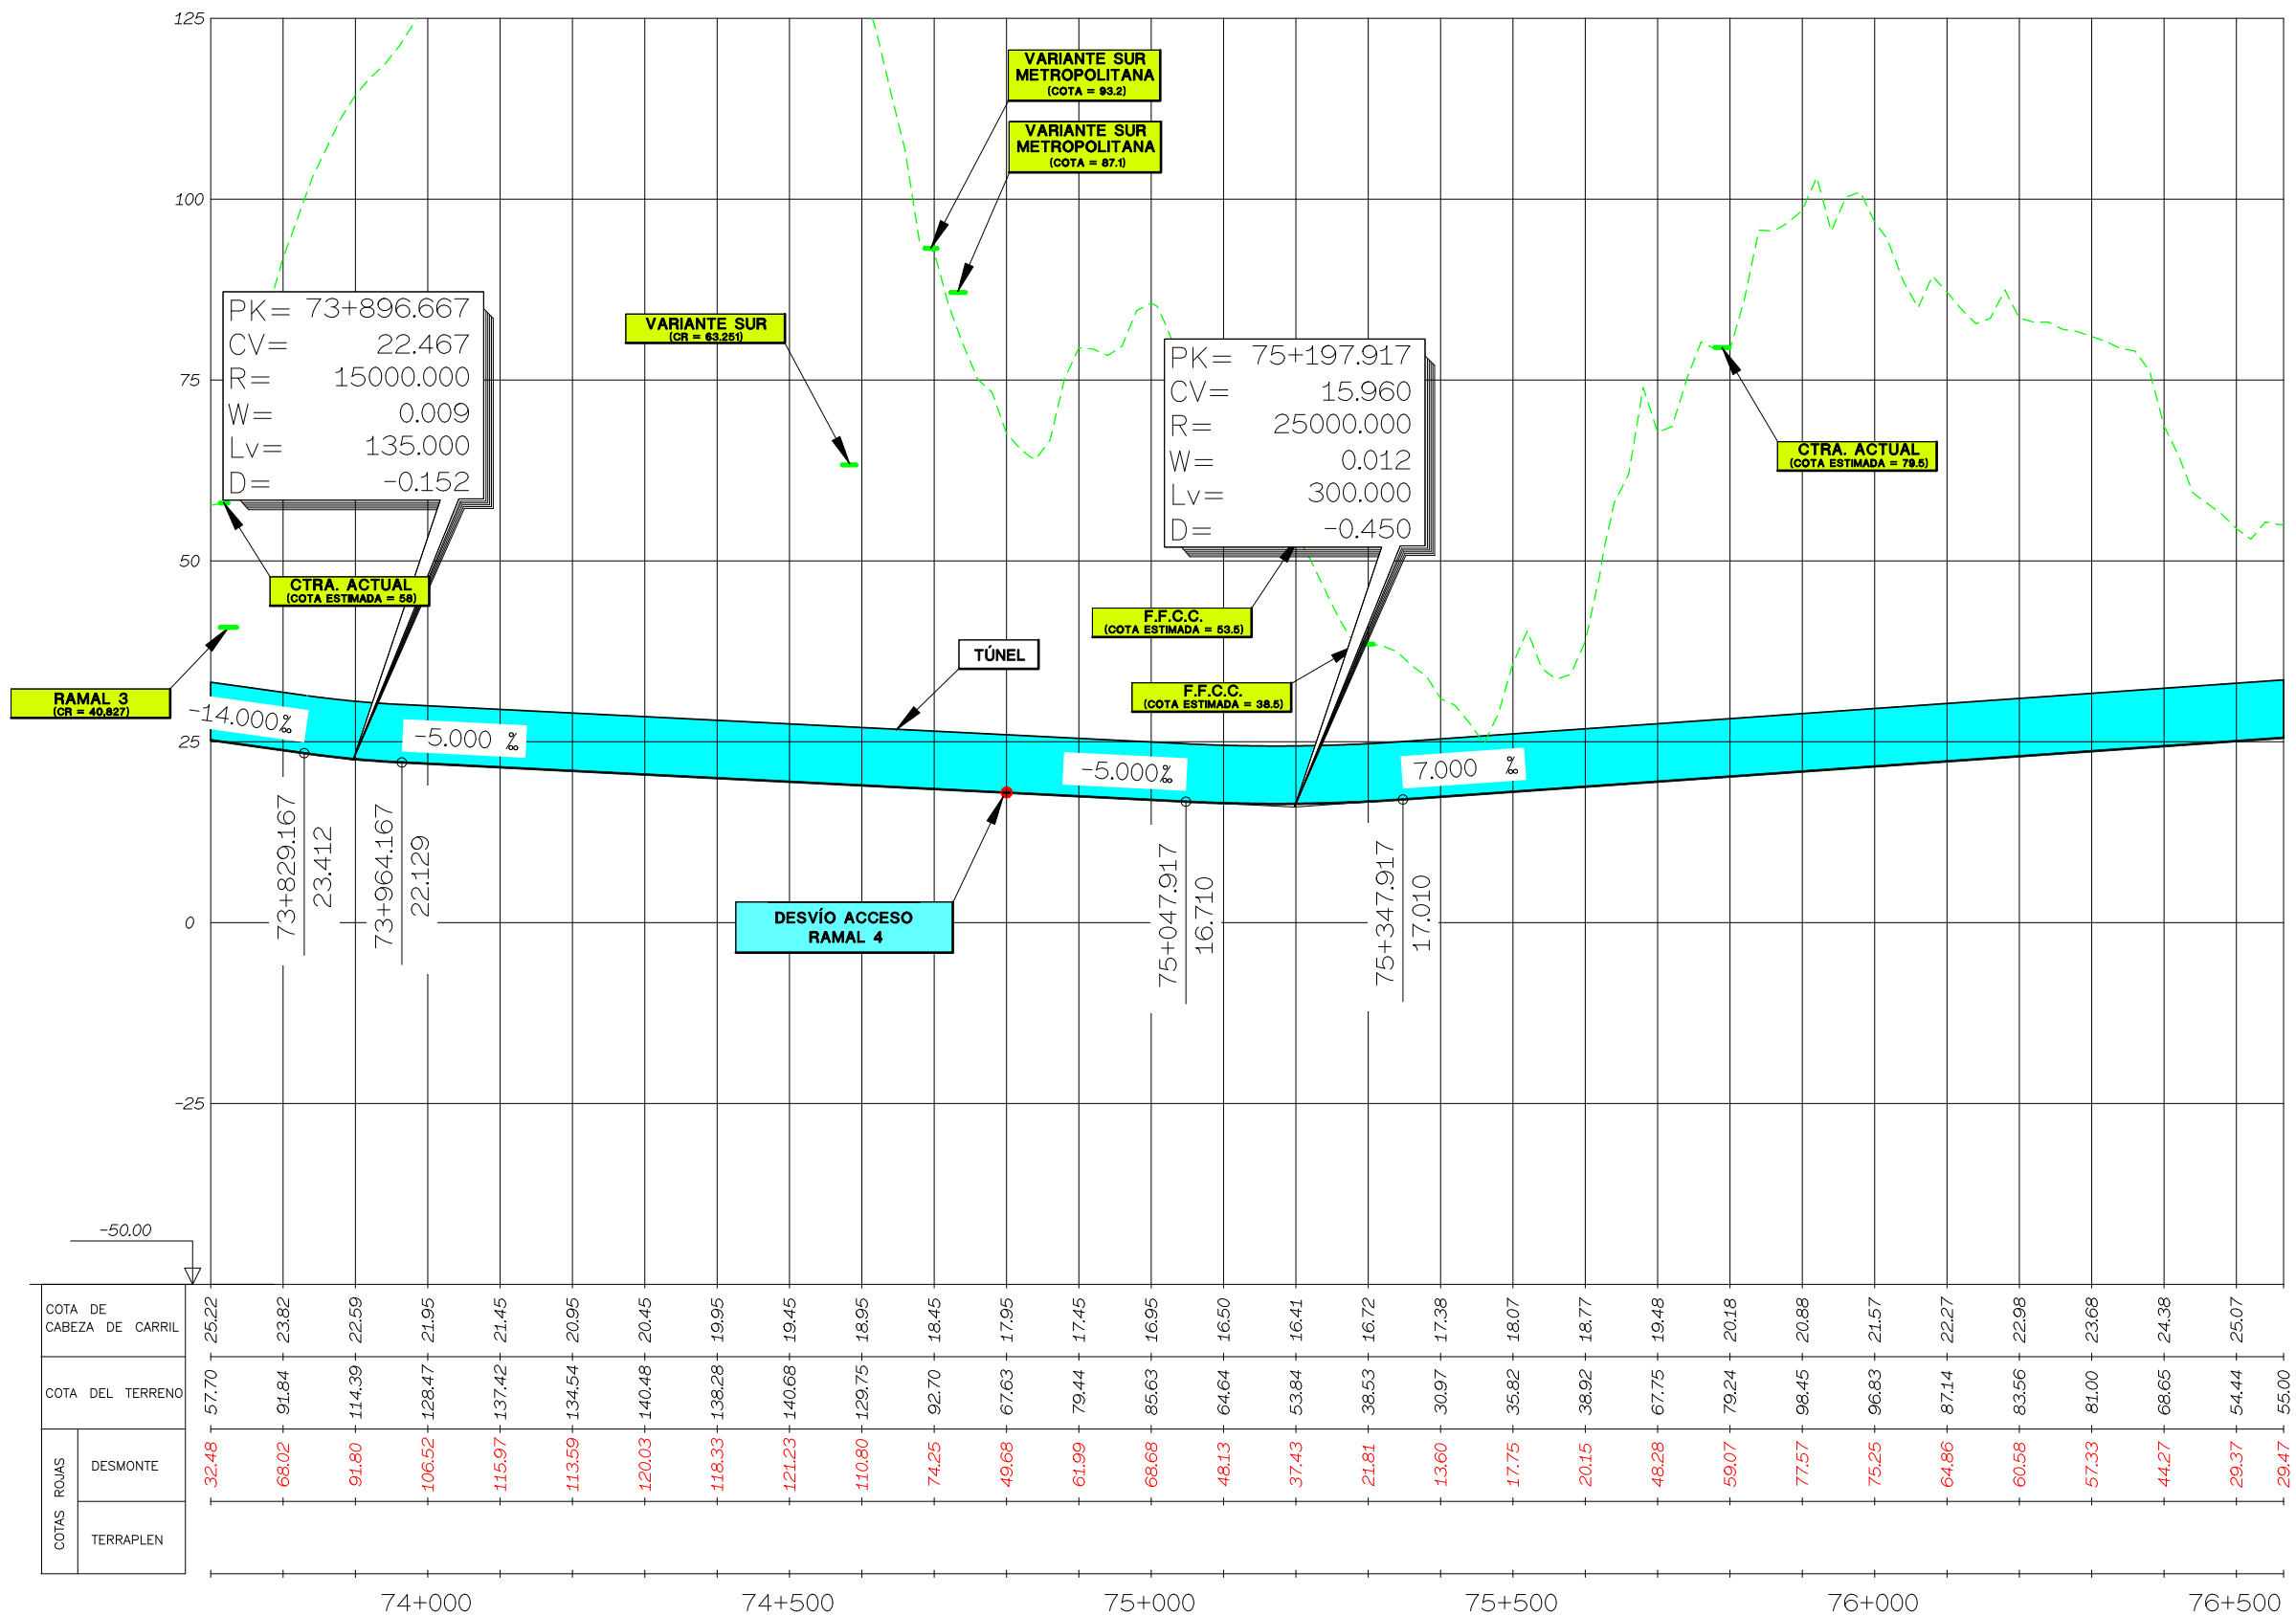 125
100
75
50
25
0
-25
-50.00
VARIANTE SUR
METROPOLITANA
(COTA = 93.2)
VARIANTE SUR
METROPOLITANA
(COTA = 87.1)
PK= 73+896.667
CV= 22.467
R= 15000.000
W= 0.009
Lv= 135.000
D= -0.152
VARIANTE SUR
(CR = 63.251)
PK= 75+197.917
CV= 15.960
R= 25000.000
W= 0.012
Lv= 300.000
D= -0.450
CTRA. ACTUAL
(COTA ESTIMADA = 79.5)
CTRA. ACTUAL
(COTA ESTIMADA = 58)
F.F.C.C.
(COTA ESTIMADA = 53.5)
TÚNEL
F.F.C.C.
(COTA ESTIMADA = 38.5)
RAMAL 3
(CR = 40,827)
-14.000‰
-5.000 ‰
-5.000‰
7.000 ‰
73+829.167
23.412
73+964.167
22.129
DESVÍO ACCESO
RAMAL 4
75+047.917
16.710
75+347.917
17.010
COTA DE
CABEZA DE CARRIL
25.22 23.82 22.59 21.95 21.45 20.95 20.45 19.95 19.45 18.95 18.45 17.95 17.45 16.95 16.50 16.41 16.72 17.38 18.07 18.77 19.48 20.18 20.88 21.57 22.27 22.98 23.68 24.38 25.07
COTA DEL TERRENO
57.70 91.84 114.39 128.47 137.42 134.54 140.48 138.28 140.68 129.75 92.70 67.63 79.44 85.63 64.64 53.84 38.53 30.97 35.82 38.92 67.75 79.24 98.45 96.83 87.14 83.56 81.00 68.65 54.44 55.00
COTAS ROJAS
DESMONTE
32.48 68.02 91.80 106.52 115.97 113.59 120.03 118.33 121.23 110.80 74.25 49.68 61.99 68.68 48.13 37.43 21.81 13.60 17.75 20.15 48.28 59.07 77.57 75.25 64.86 60.58 57.33 44.27 29.37 29.47
TERRAPLEN
74+000 74+500 75+000 75+500 76+000 76+500